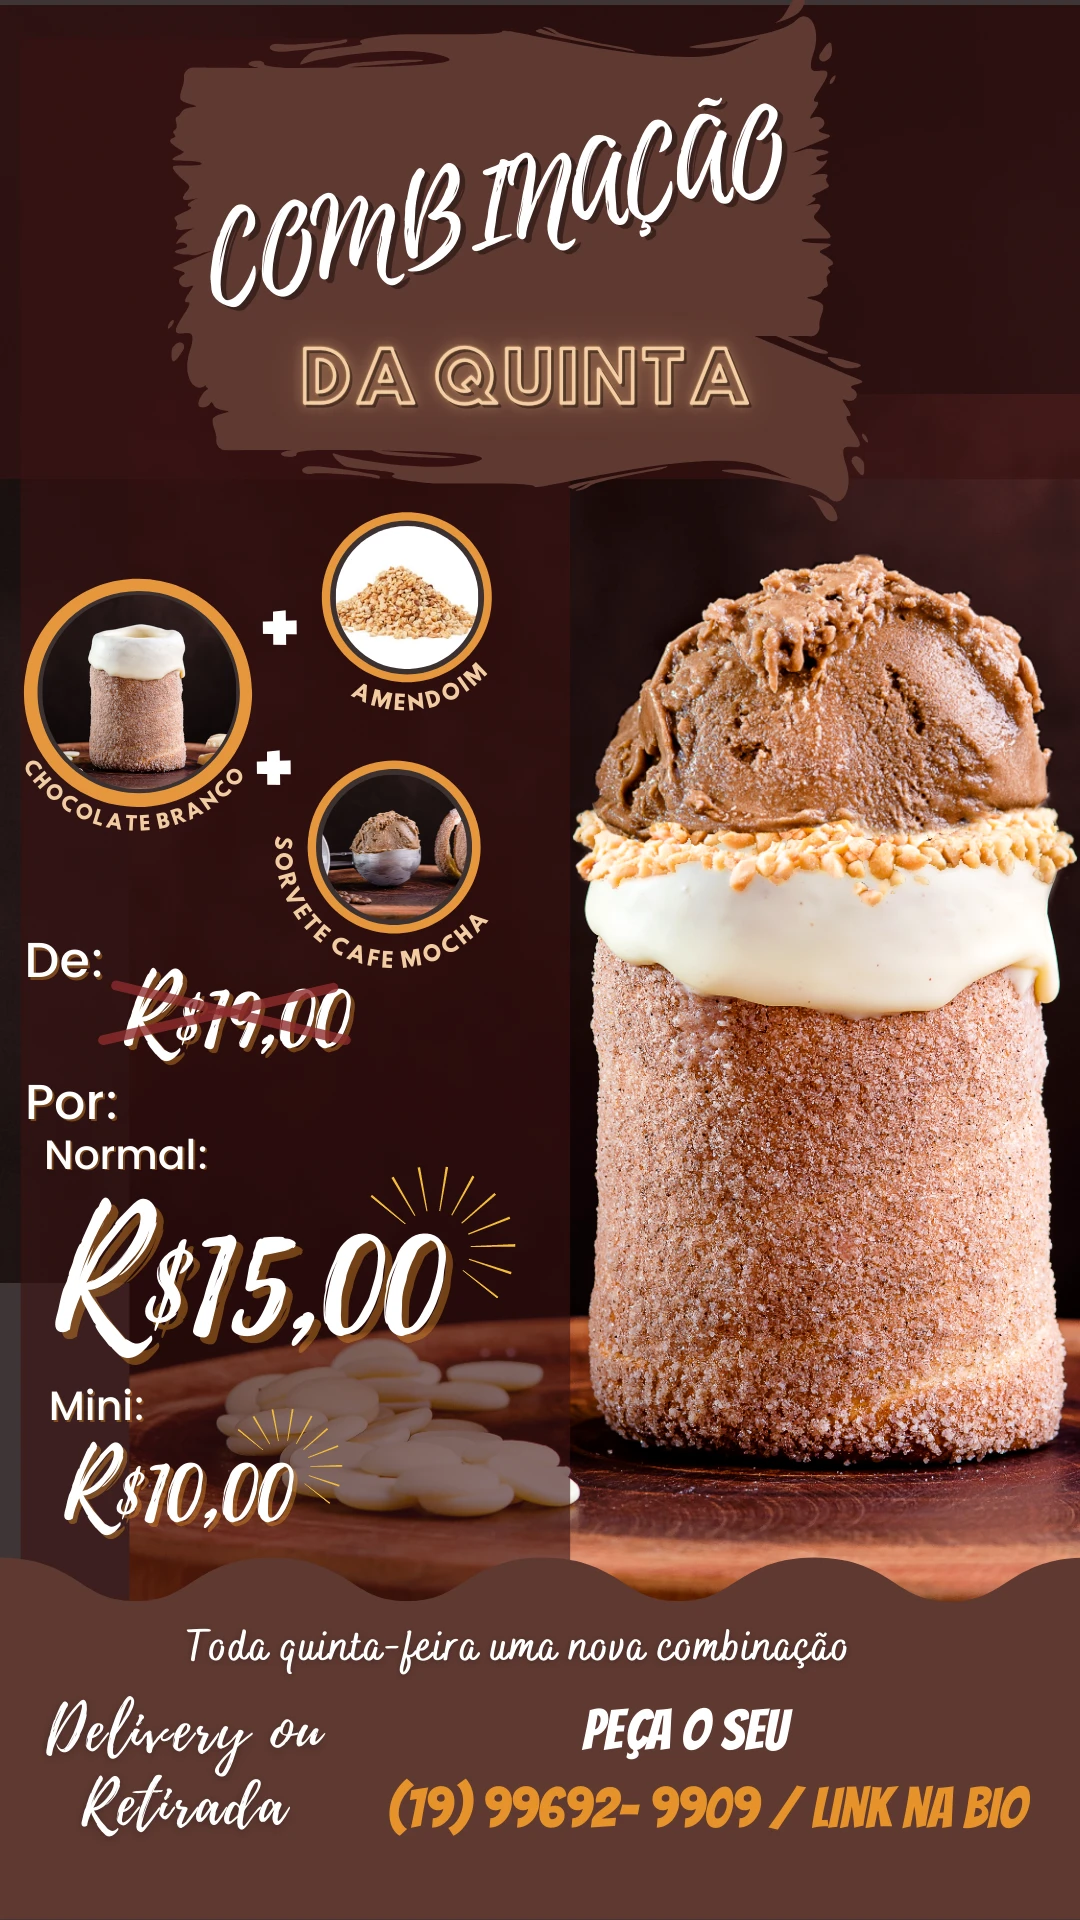 COMBINAÇÃO
DA QUINTA
AMENDOIM
CHOCOLATE BRANCO
SORVETE CAFE MOCHA
De:
R$19,00
Por:
Normal:
R$15,00
Mini:
R$10,00
Toda quinta-feira uma nova combinação
Delivery ou
Retirada
PEÇA O SEU
(19) 99692- 9909 / LINK NA BIO